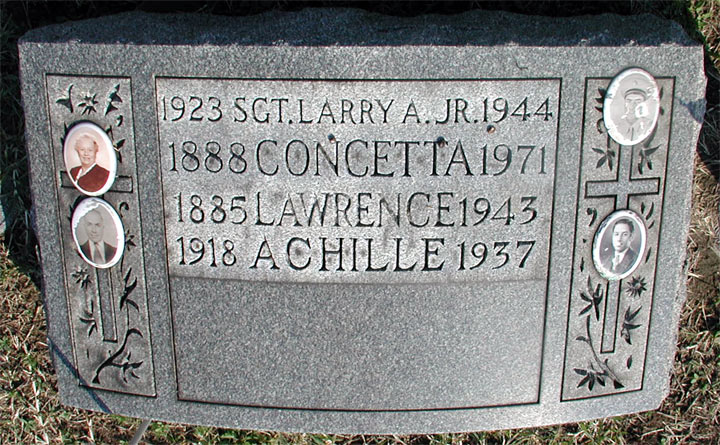 1923 SGT. LARRY A. JR. 1944
1888 CONCETTA 1971
1885 LAWRENCE 1943
1918 ACHILLE 1937